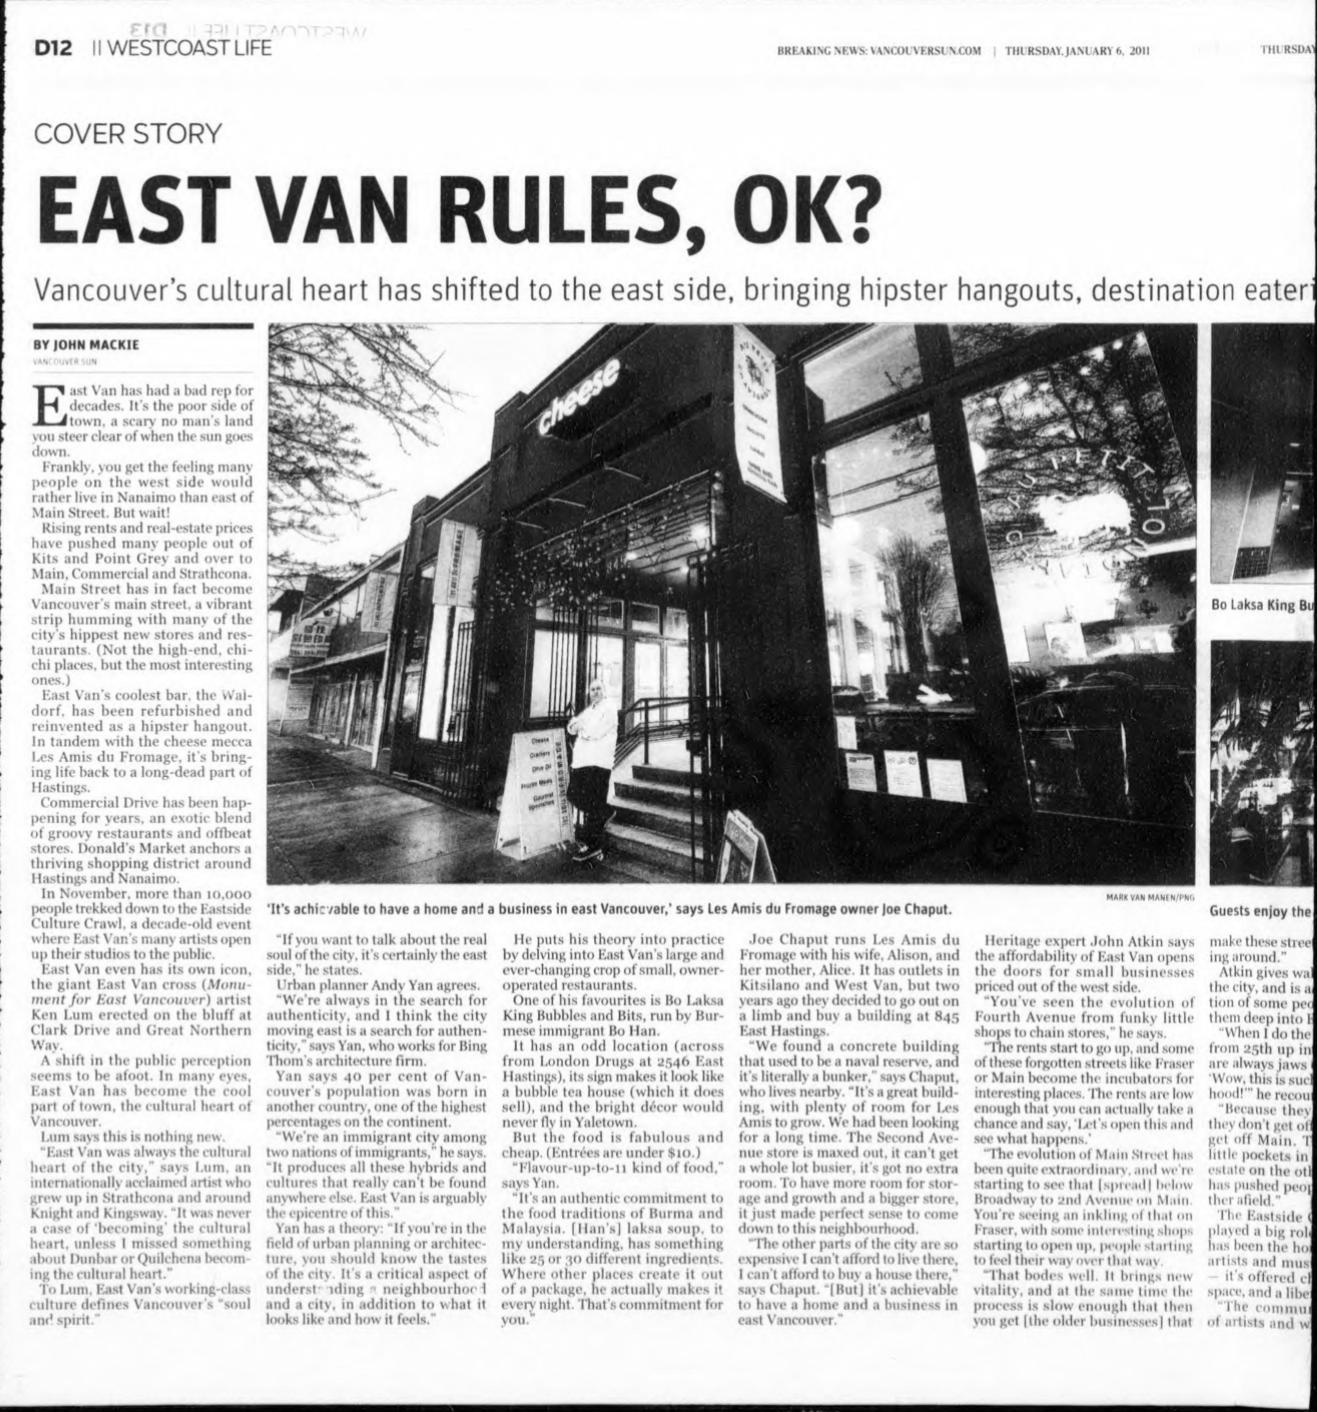 D12 || WESTCOAST LIFE
BREAKING NEWS: VANCOUVERSUN.COM | THURSDAY, JANUARY 6, 2011
THURSDAY
COVER STORY
EAST VAN RULES, OK?
Vancouver's cultural heart has shifted to the east side, bringing hipster hangouts, destination eateri
BY JOHN MACKIE
VANCOUVER SUN
East Van has had a bad rep for
decades. It's the poor side of
town, a scary no man's land
you steer clear of when the sun goes
down.
Frankly, you get the feeling many
people on the west side would
rather live in Nanaimo than east of
Main Street. But wait!
Rising rents and real-estate prices
have pushed many people out of
Kits and Point Grey and over to
Main, Commercial and Strathcona.
Main Street has in fact become
Vancouver's main street, a vibrant
strip humming with many of the
city's hippest new stores and res-
taurants. (Not the high-end, chi-
chi places, but the most interesting
ones.)
East Van's coolest bar, the Wal-
dorf, has been refurbished and
reinvented as a hipster hangout.
In tandem with the cheese mecca
Les Amis du Fromage, it's bring-
ing life back to a long-dead part of
Hastings.
Commercial Drive has been hap-
pening for years, an exotic blend
of groovy restaurants and offbeat
stores. Donald's Market anchors a
thriving shopping district around
Hastings and Nanaimo.
In November, more than 10,000
people trekked down to the Eastside
Culture Crawl, a decade-old event
where East Van's many artists open
up their studios to the public.
East Van even has its own icon,
the giant East Van cross (Monu-
ment for East Vancouver) artist
Ken Lum erected on the bluff at
Clark Drive and Great Northern
Way.
A shift in the public perception
seems to be afoot. In many eyes,
East Van has become the cool
part of town, the cultural heart of
Vancouver.
Lum says this is nothing new.
"East Van was always the cultural
heart of the city," says Lum, an
internationally acclaimed artist who
grew up in Strathcona and around
Knight and Kingsway. "It was never
a case of 'becoming' the cultural
heart, unless I missed something
about Dunbar or Quilchena becom-
ing the cultural heart."
To Lum, East Van's working-class
culture defines Vancouver's "soul
and spirit."
cheese
MARK VAN MANEN/PNG
'It's achievable to have a home and a business in east Vancouver,' says Les Amis du Fromage owner Joe Chaput.
"If you want to talk about the real
soul of the city, it's certainly the east
side," he states.
Urban planner Andy Yan agrees.
"We're always in the search for
authenticity, and I think the city
moving east is a search for authen-
ticity," says Yan, who works for Bing
Thom's architecture firm.
Yan says 40 per cent of Van-
couver's population was born in
another country, one of the highest
percentages on the continent.
"We're an immigrant city among
two nations of immigrants," he says.
"It produces all these hybrids and
cultures that really can't be found
anywhere else. East Van is arguably
the epicentre of this."
Yan has a theory: "If you're in the
field of urban planning or architec-
ture, you should know the tastes
of the city. It's a critical aspect of
understanding a neighbourhood
and a city, in addition to what it
looks like and how it feels."
He puts his theory into practice
by delving into East Van's large and
ever-changing crop of small, owner-
operated restaurants.
One of his favourites is Bo Laksa
King Bubbles and Bits, run by Bur-
mese immigrant Bo Han.
It has an odd location (across
from London Drugs at 2546 East
Hastings), its sign makes it look like
a bubble tea house (which it does
sell), and the bright décor would
never fly in Yaletown.
But the food is fabulous and
cheap. (Entrées are under $10.)
"Flavour-up-to-11 kind of food,"
says Yan.
"It's an authentic commitment to
the food traditions of Burma and
Malaysia. [Han's] laksa soup, to
my understanding, has something
like 25 or 30 different ingredients.
Where other places create it out
of a package, he actually makes it
every night. That's commitment for
you."
Joe Chaput runs Les Amis du
Fromage with his wife, Alison, and
her mother, Alice. It has outlets in
Kitsilano and West Van, but two
years ago they decided to go out on
a limb and buy a building at 845
East Hastings.
"We found a concrete building
that used to be a naval reserve, and
it's literally a bunker," says Chaput,
who lives nearby. "It's a great build-
ing, with plenty of room for Les
Amis to grow. We had been looking
for a long time. The Second Ave-
nue store is maxed out, it can't get
a whole lot busier, it's got no extra
room. To have more room for stor-
age and growth and a bigger store,
it just made perfect sense to come
down to this neighbourhood.
"The other parts of the city are so
expensive I can't afford to live there,
I can't afford to buy a house there,"
says Chaput. "[But] it's achievable
to have a home and a business in
east Vancouver."
Heritage expert John Atkin says
the affordability of East Van opens
the doors for small businesses
priced out of the west side.
"You've seen the evolution of
Fourth Avenue from funky little
shops to chain stores," he says.
"The rents start to go up, and some
of these forgotten streets like Fraser
or Main become the incubators for
interesting places. The rents are low
enough that you can actually take a
chance and say, 'Let's open this and
see what happens.'
"The evolution of Main Street has
been quite extraordinary, and we're
starting to see that [spread] below
Broadway to 2nd Avenue on Main.
You're seeing an inkling of that on
Fraser, with some interesting shops
starting to open up, people starting
to feel their way over that way.
"That bodes well. It brings new
vitality, and at the same time the
process is slow enough that then
you get [the older businesses] that
Bo Laksa King Bu
Guests enjoy the
make these street
ing around."
Atkin gives wal
the city, and is a
tion of some peo
them deep into
"When I do the
from 25th up in
are always jaws
'Wow, this is such
hood!'" he recou
"Because they
they don't get off
get off Main. T
little pockets in
estate on the oth
has pushed peop
ther afield."
The Eastside
played a big role
has been the ho
artists and mus
— it's offered ch
space, and a libe
"The commun
of artists and w